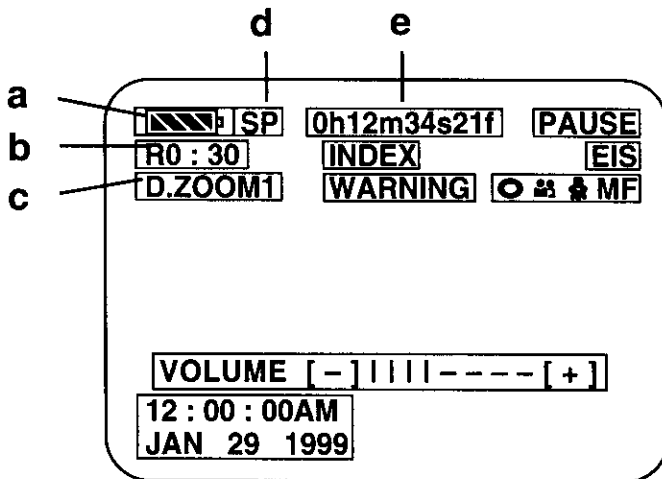 d e
a SP 0h12m34s21f PAUSE
b R0 : 30 INDEX EIS
c D.ZOOM1 WARNING MF
VOLUME [ – ] | | | | – – – – [ + ]
12 : 00 : 00AM
JAN 29 1999